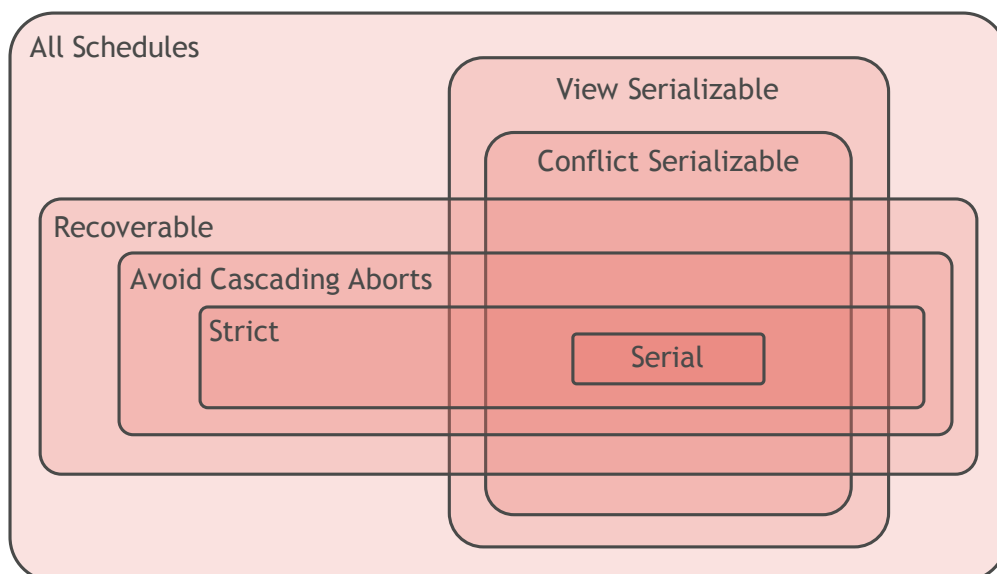 All Schedules
View Serializable
Conflict Serializable
Recoverable
Avoid Cascading Aborts
Strict
Serial